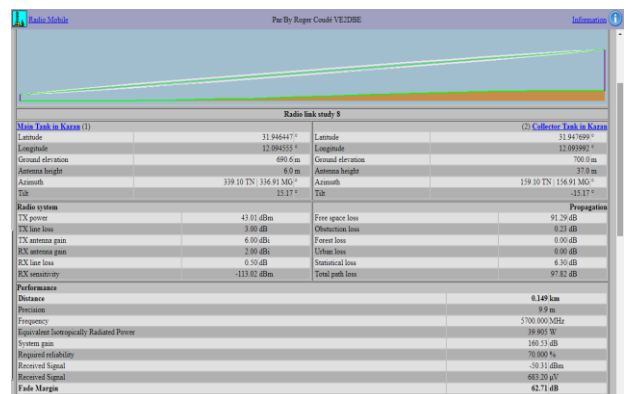 Radio Mobile Par/By Roger Coudé VE2DBE Information
Radio link study 8
Main Tank in Kazan (1) (2) Collector Tank in Kazan
Latitude 31.946447 ° Latitude 31.947699 °
Longitude 12.094555 ° Longitude 12.093992 °
Ground elevation 690.6 m Ground elevation 700.0 m
Antenna height 6.0 m Antenna height 37.0 m
Azimuth 339.10 TN | 336.91 MG ° Azimuth 159.10 TN | 156.91 MG °
Tilt 15.17 ° Tilt -15.17 °
Radio system Propagation
TX power 43.01 dBm Free space loss 91.29 dB
TX line loss 3.00 dB Obstuction loss 0.23 dB
TX antenna gain 6.00 dBi Forest loss 0.00 dB
RX antenna gain 2.00 dBi Urban loss 0.00 dB
RX line loss 0.50 dB Statistical loss 6.30 dB
RX sensitivity -113.02 dBm Total path loss 97.82 dB
Performance
Distance 0.149 km
Precision 9.9 m
Frequency 5700.000 MHz
Equivalent Isotropically Radiated Power 39.905 W
System gain 160.53 dB
Required reliability 70.000 %
Received Signal -50.31 dBm
Received Signal 683.20 µV
Fade Margin 62.71 dB